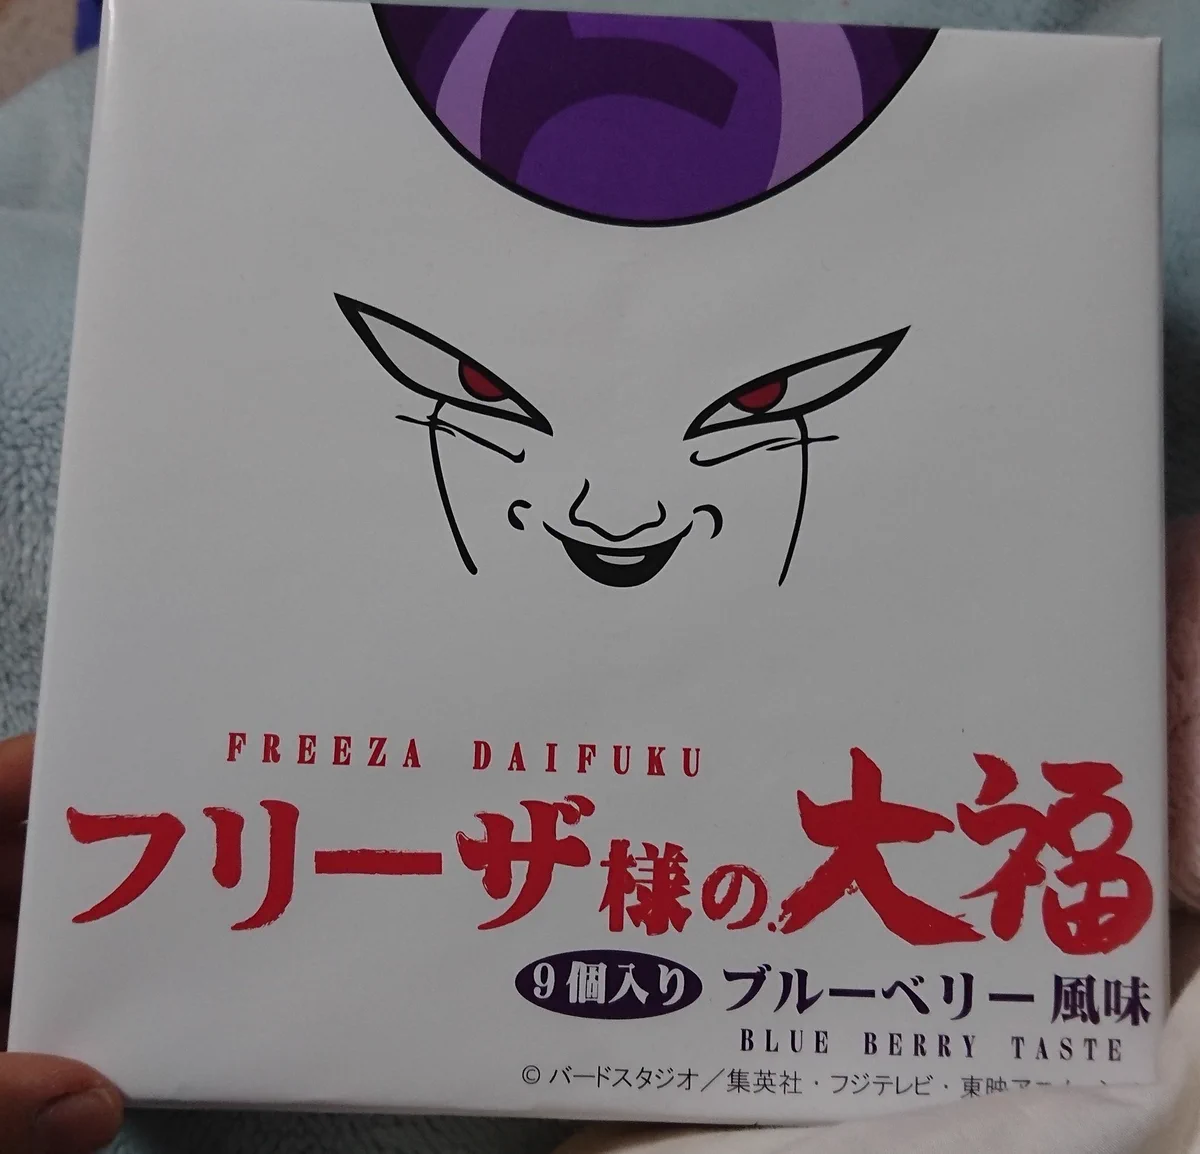 FREEZA DAIFUKU
フリーザ様の大福
9個入り ブルーベリー風味
BLUE BERRY TASTE
© バードスタジオ／集英社・フジテレビ・東映